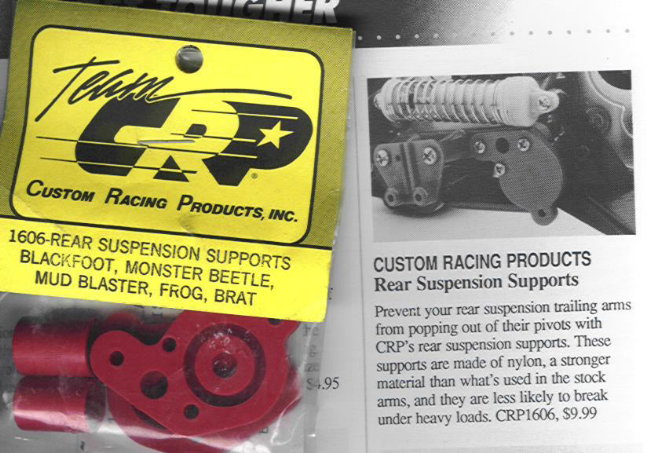 TOUGHER
Team
CRP
®
CUSTOM RACING PRODUCTS, INC.
1606-REAR SUSPENSION SUPPORTS
BLACKFOOT, MONSTER BEETLE,
MUD BLASTER, FROG, BRAT
$4.95
CUSTOM RACING PRODUCTS
Rear Suspension Supports
Prevent your rear suspension trailing arms
from popping out of their pivots with
CRP's rear suspension supports. These
supports are made of nylon, a stronger
material than what's used in the stock
arms, and they are less likely to break
under heavy loads. CRP1606, $9.99